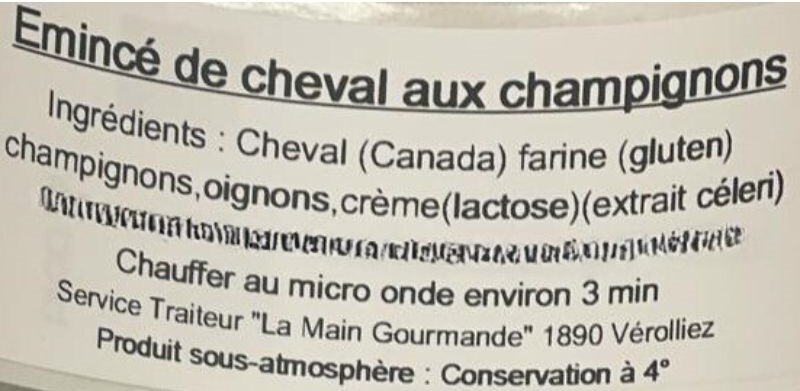 Emincé de cheval aux champignons
Ingrédients : Cheval (Canada) farine (gluten)
champignons,oignons,crème(lactose)(extrait céleri)
Chauffer au micro onde environ 3 min
Service Traiteur "La Main Gourmande" 1890 Vérolliez
Produit sous-atmosphère : Conservation à 4°